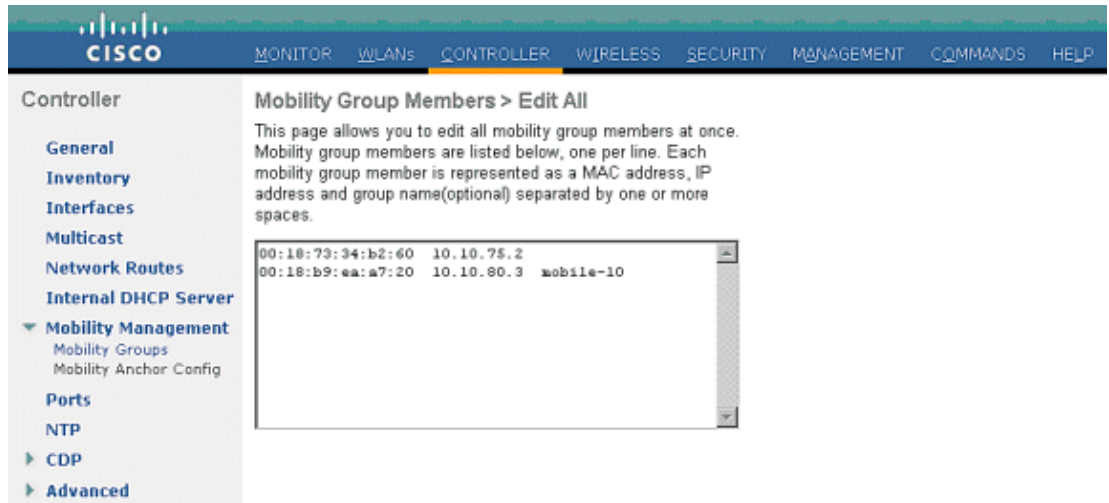 CISCO
MONITOR WLANs CONTROLLER WIRELESS SECURITY MANAGEMENT COMMANDS HELP
Controller
General
Inventory
Interfaces
Multicast
Network Routes
Internal DHCP Server
Mobility Management
Mobility Groups
Mobility Anchor Config
Ports
NTP
CDP
Advanced
Mobility Group Members > Edit All
This page allows you to edit all mobility group members at once.
Mobility group members are listed below, one per line. Each
mobility group member is represented as a MAC address, IP
address and group name(optional) separated by one or more
spaces.
00:18:73:34:b2:60 10.10.75.2
00:18:b9:ea:a7:20 10.10.80.3 mobile-10